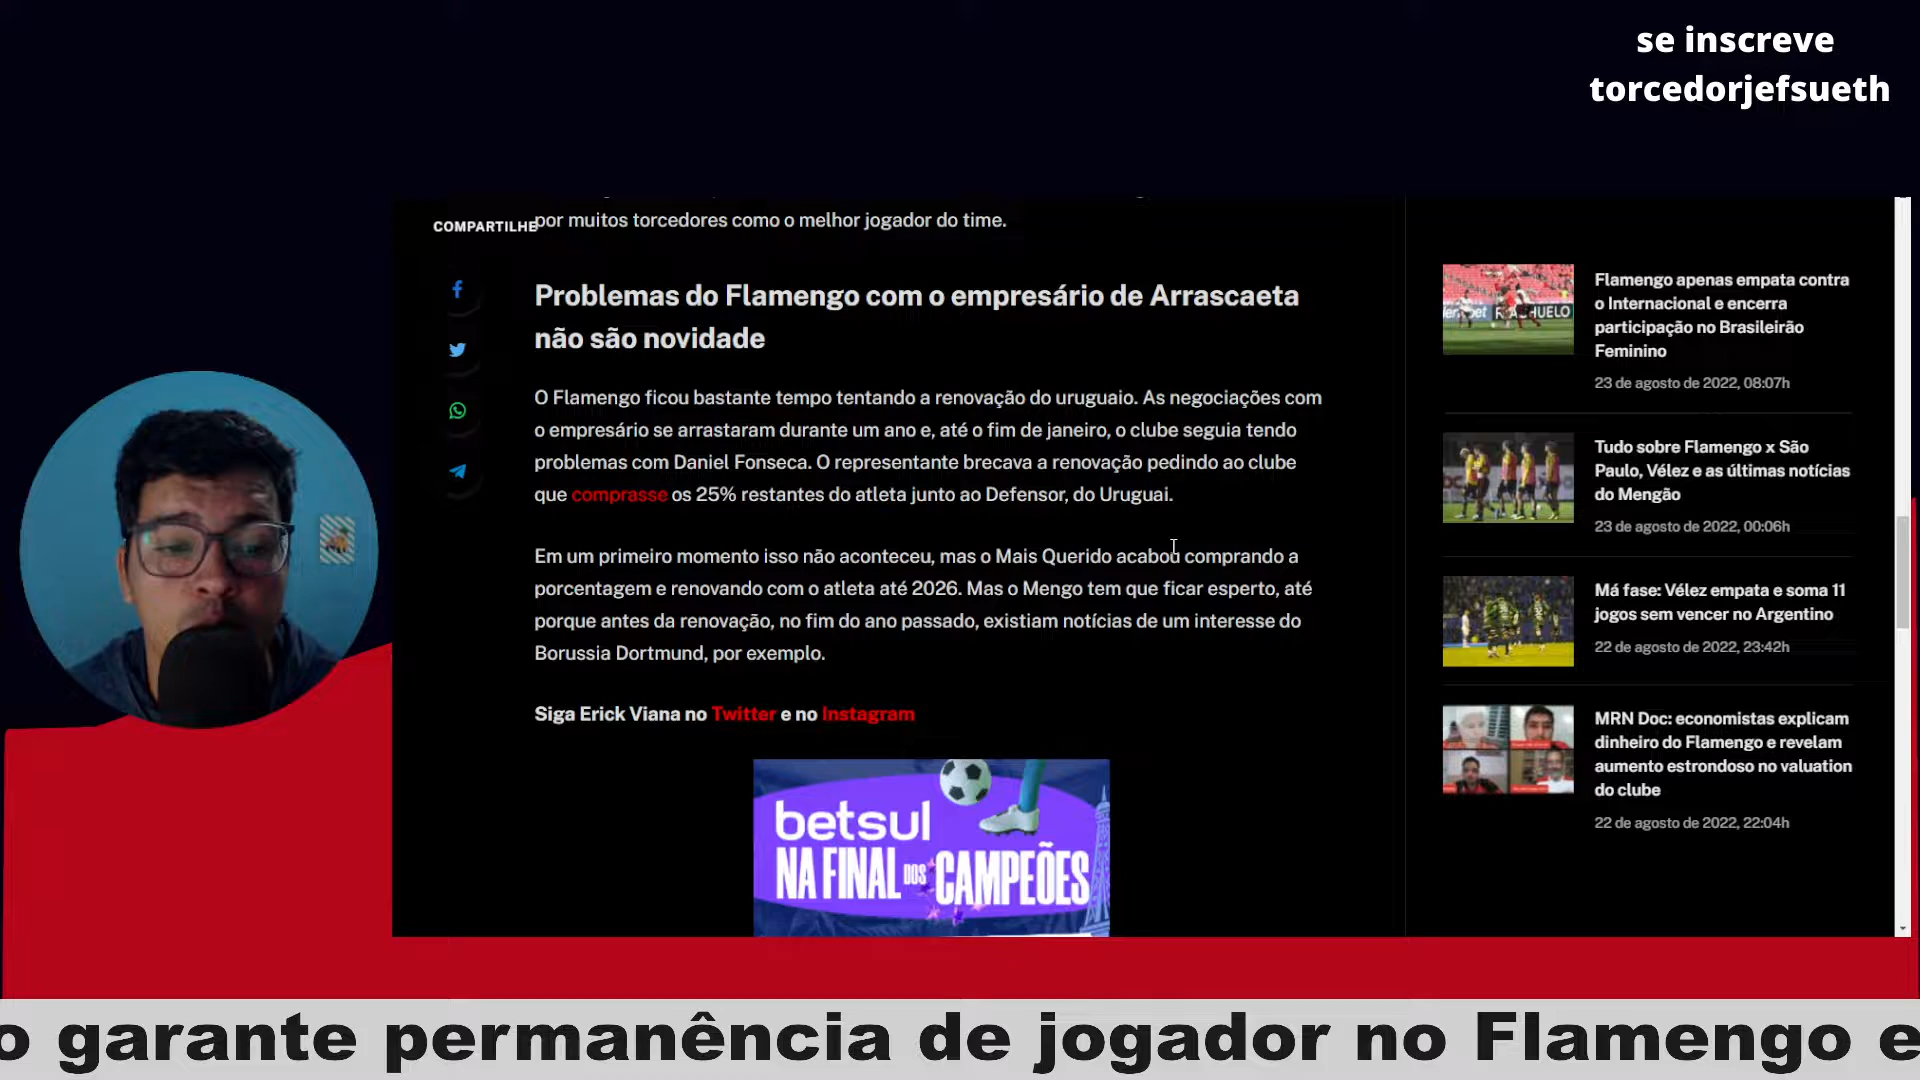 se inscreve
torcedorjefsueth
COMPARTILHE
por muitos torcedores como o melhor jogador do time.
Problemas do Flamengo com o empresário de Arrascaeta
não são novidade
O Flamengo ficou bastante tempo tentando a renovação do uruguaio. As negociações com
o empresário se arrastaram durante um ano e, até o fim de janeiro, o clube seguia tendo
problemas com Daniel Fonseca. O representante brecava a renovação pedindo ao clube
que comprasse os 25% restantes do atleta junto ao Defensor, do Uruguai.
Em um primeiro momento isso não aconteceu, mas o Mais Querido acabou comprando a
porcentagem e renovando com o atleta até 2026. Mas o Mengo tem que ficar esperto, até
porque antes da renovação, no fim do ano passado, existiam notícias de um interesse do
Borussia Dortmund, por exemplo.
Siga Erick Viana no Twitter e no Instagram
betsul
NA FINAL DOS CAMPEÕES
Flamengo apenas empata contra
o Internacional e encerra
participação no Brasileirão
Feminino
23 de agosto de 2022, 08:07h
Tudo sobre Flamengo x São
Paulo, Vélez e as últimas notícias
do Mengão
23 de agosto de 2022, 00:06h
Má fase: Vélez empata e soma 11
jogos sem vencer no Argentino
22 de agosto de 2022, 23:42h
MRN Doc: economistas explicam
dinheiro do Flamengo e revelam
aumento estrondoso no valuation
do clube
22 de agosto de 2022, 22:04h
o garante permanência de jogador no Flamengo e